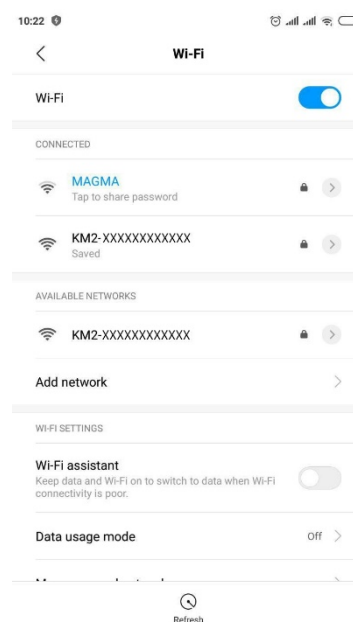 10:22
Wi-Fi
Wi-Fi
CONNECTED
MAGMA
Tap to share password
KM2-XXXXXXXXXXXX
Saved
AVAILABLE NETWORKS
KM2-XXXXXXXXXXXX
Add network
WI-FI SETTINGS
Wi-Fi assistant
Keep data and Wi-Fi on to switch to data when Wi-Fi
connectivity is poor.
Data usage mode Off
Refresh